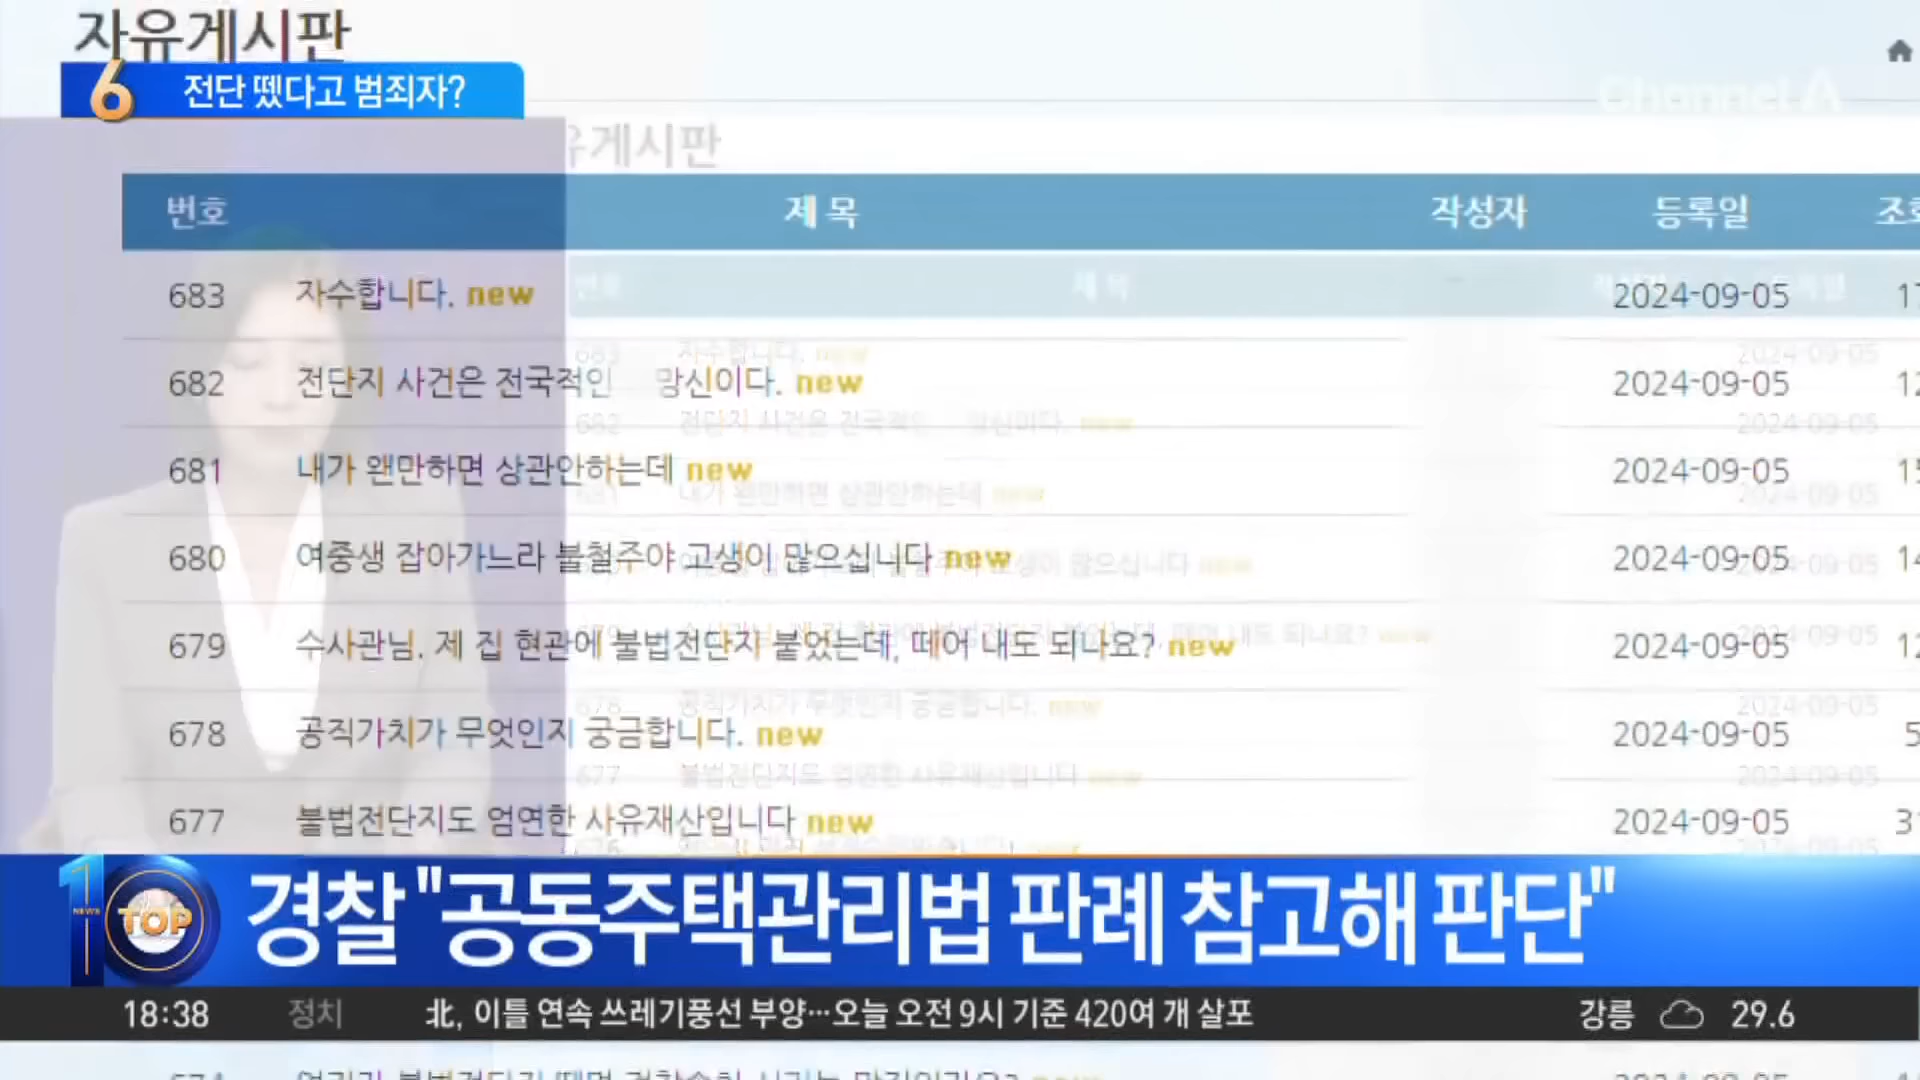 자유게시판
6 전단 뗐다고 범죄자?
Channel A
유게시판
번호 제 목 작성자 등록일
683 자수합니다. new 2024-09-05
682 전단지 사건은 전국적인 망신이다. new 2024-09-05
681 내가 왠만하면 상관안하는데 new 2024-09-05
680 여중생 잡아가느라 불철주야 고생이 많으십니다 new 2024-09-05
679 수사관님. 제 집 현관에 불법전단지 붙었는데, 떼어 내도 되나요? new 2024-09-05
678 공직가치가 무엇인지 궁금합니다. new 2024-09-05
677 불법전단지도 엄연한 사유재산입니다 new 2024-09-05
10 NEWS TOP 경찰 "공동주택관리법 판례 참고해 판단"
18:38 정치 北, 이틀 연속 쓰레기풍선 부양…오늘 오전 9시 기준 420여 개 살포 강릉 29.6